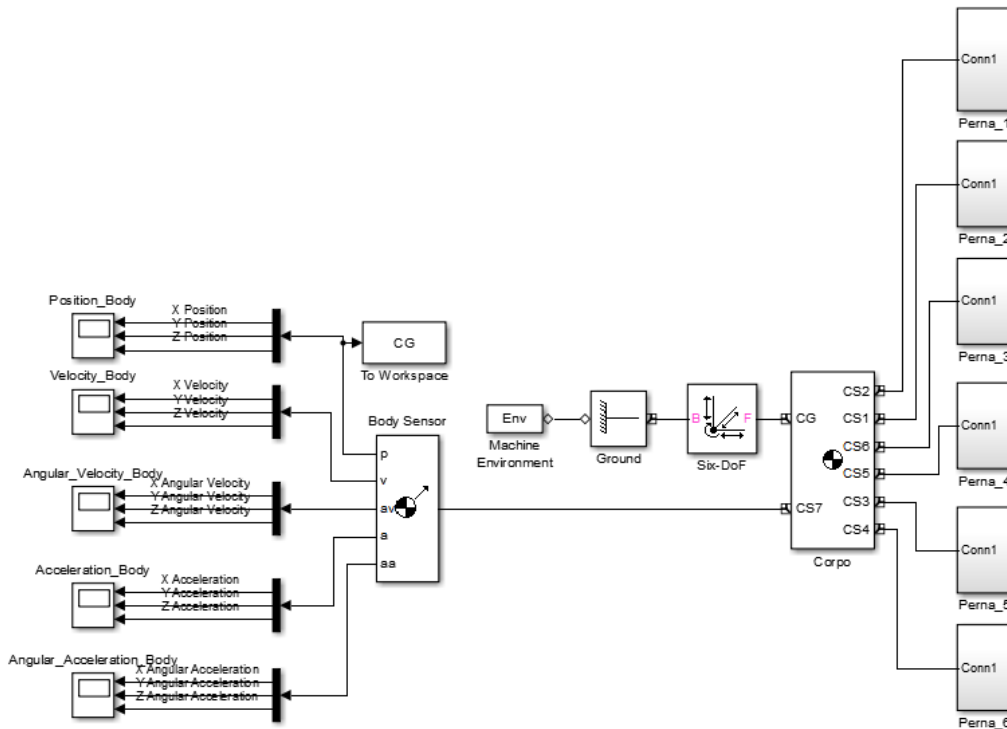 Position_Body
X Position
Y Position
Z Position
CG
To Workspace
Velocity_Body
X Velocity
Y Velocity
Z Velocity
Body Sensor
p
v
av
a
aa
Angular_Velocity_Body
X Angular Velocity
Y Angular Velocity
Z Angular Velocity
Acceleration_Body
X Acceleration
Y Acceleration
Z Acceleration
Angular_Acceleration_Body
X Angular Acceleration
Y Angular Acceleration
Z Angular Acceleration
Env
Machine
Environment
Ground
B
F
Six-DoF
CG
CS7
CS2
CS1
CS6
CS5
CS3
CS4
Corpo
Conn1
Perna_1
Conn1
Perna_2
Conn1
Perna_3
Conn1
Perna_4
Conn1
Perna_5
Conn1
Perna_6